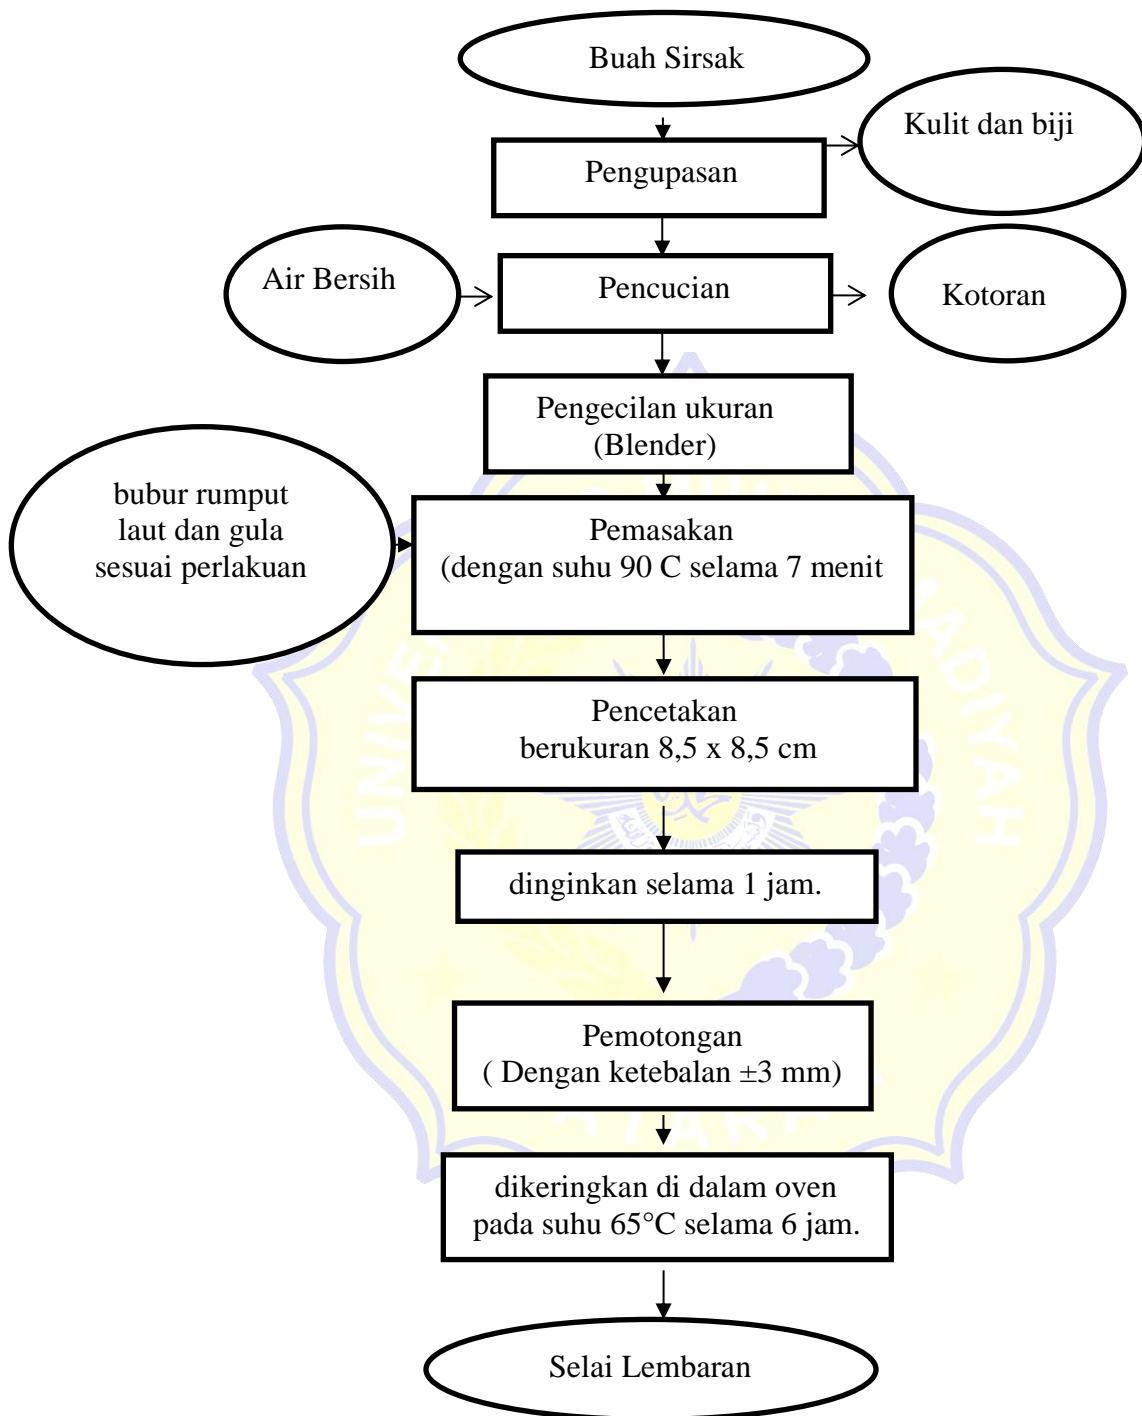 Buah Sirsak
Kulit dan biji
Pengupasan
Air Bersih
Pencucian
Kotoran
Pengecilan ukuran
(Blender)
bubur rumput
laut dan gula
sesuai perlakuan
Pemasakan
(dengan suhu 90 C selama 7 menit
Pencetakan
berukuran 8,5 x 8,5 cm
dinginkan selama 1 jam.
Pemotongan
( Dengan ketebalan ±3 mm)
dikeringkan di dalam oven
pada suhu 65°C selama 6 jam.
Selai Lembaran